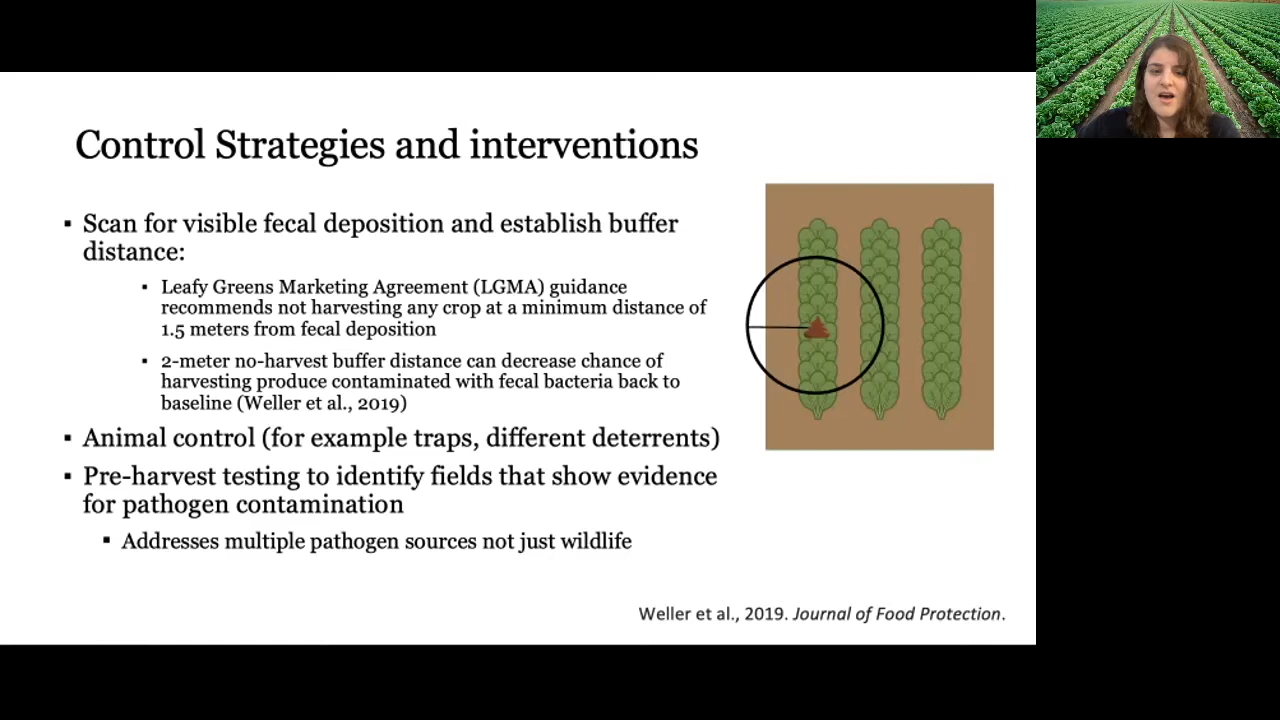 Control Strategies and interventions
▪ Scan for visible fecal deposition and establish buffer
distance:
▪ Leafy Greens Marketing Agreement (LGMA) guidance
recommends not harvesting any crop at a minimum distance of
1.5 meters from fecal deposition
▪ 2-meter no-harvest buffer distance can decrease chance of
harvesting produce contaminated with fecal bacteria back to
baseline (Weller et al., 2019)
▪ Animal control (for example traps, different deterrents)
▪ Pre-harvest testing to identify fields that show evidence
for pathogen contamination
▪ Addresses multiple pathogen sources not just wildlife
Weller et al., 2019. Journal of Food Protection.